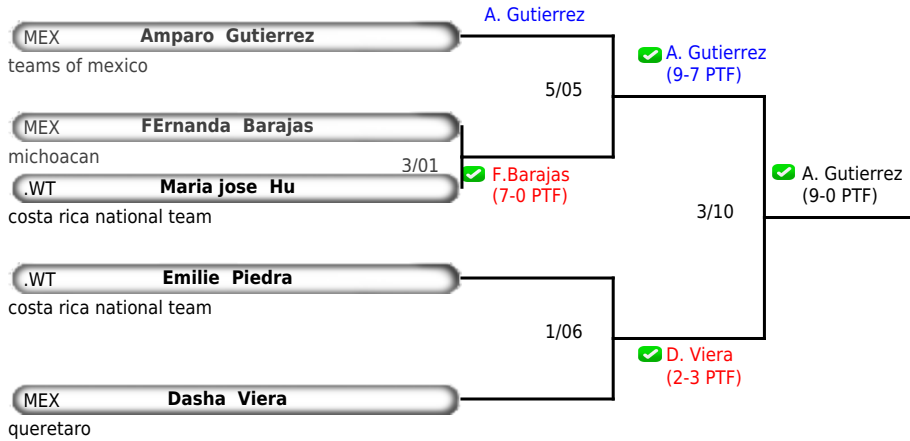 A. Gutierrez
MEX Amparo Gutierrez
teams of mexico
A. Gutierrez
(9-7 PTF)
5/05
MEX FErnanda Barajas
michoacan
3/01
F.Barajas
(7-0 PTF)
.WT Maria jose Hu
costa rica national team
A. Gutierrez
(9-0 PTF)
3/10
.WT Emilie Piedra
costa rica national team
1/06
D. Viera
(2-3 PTF)
MEX Dasha Viera
queretaro